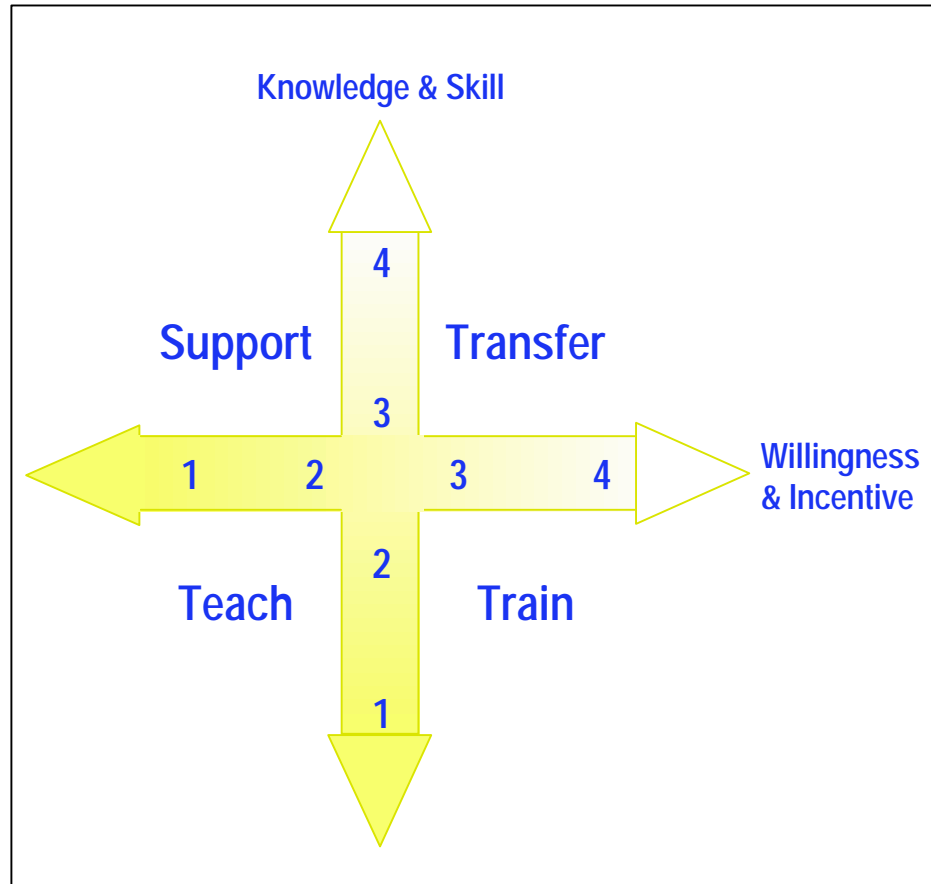 Knowledge & Skill
4
Support
Transfer
3
1
2
3
4
Willingness
& Incentive
2
Teach
Train
1